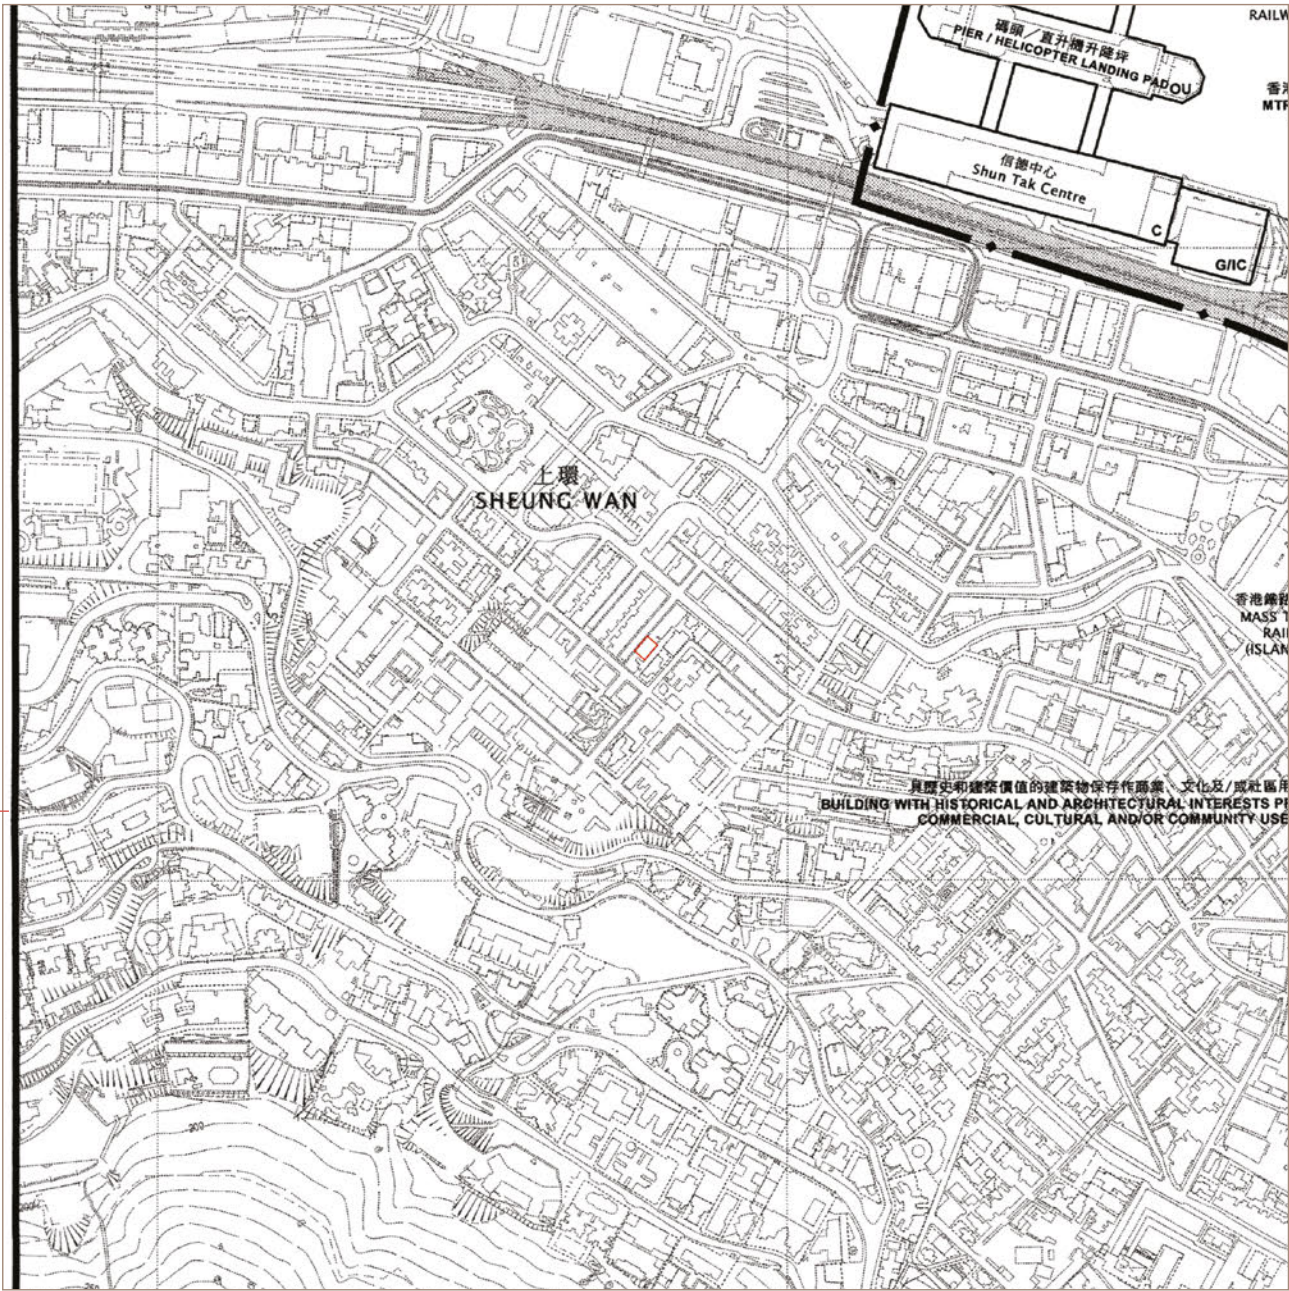 RAILW
碼頭／直升機升降坪
PIER / HELICOPTER LANDING PAD
OU
香港
MTR
信德中心
Shun Tak Centre
C
G/IC
上環
SHEUNG WAN
香港鐵路
MASS T
RAI
(ISLAN
具歷史和建築價值的建築物保存作商業、文化及/或社區用
BUILDING WITH HISTORICAL AND ARCHITECTURAL INTERESTS PR
COMMERCIAL, CULTURAL AND/OR COMMUNITY USE
200